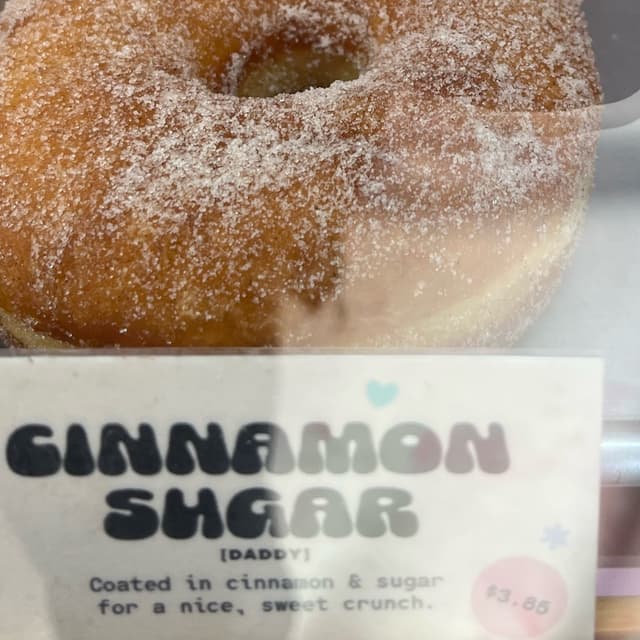 CINNAMON
SUGAR
[DADDY]
Coated in cinnamon & sugar
for a nice, sweet crunch.
$3.85